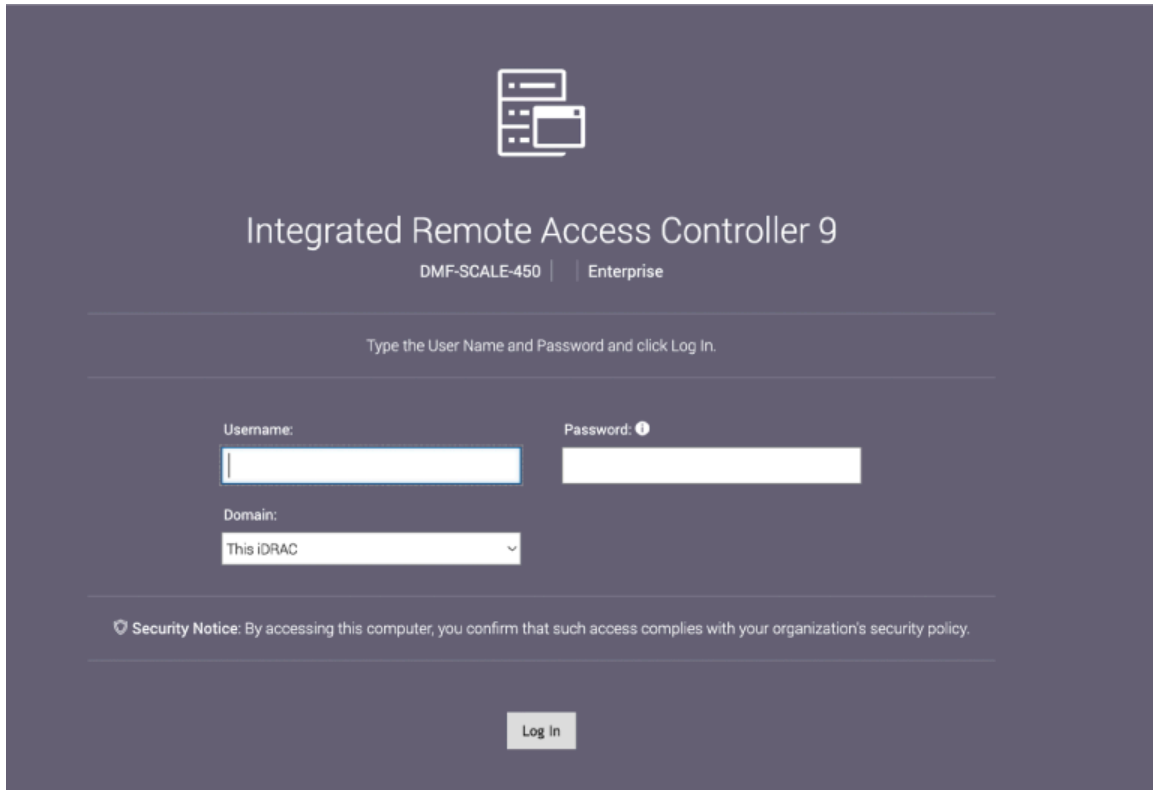 Integrated Remote Access Controller 9
DMF-SCALE-450 | | Enterprise
Type the User Name and Password and click Log In.
Username: Password:
Domain:
This iDRAC
Security Notice: By accessing this computer, you confirm that such access complies with your organization's security policy.
Log In